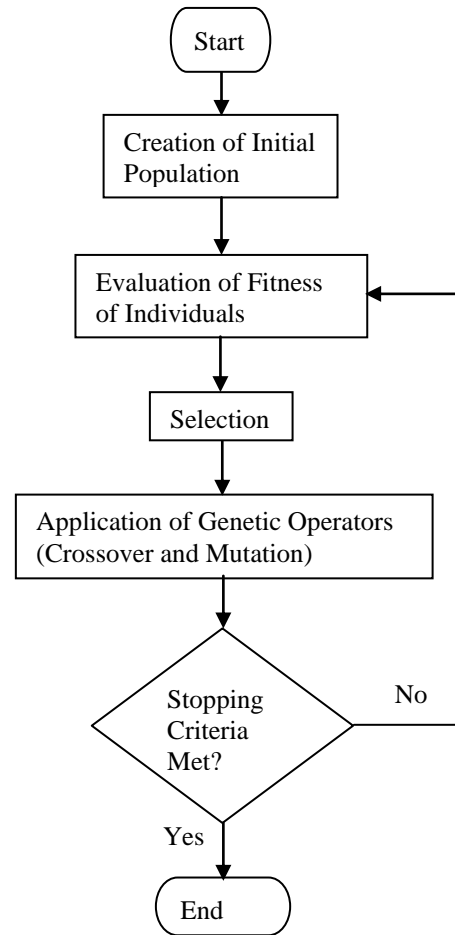 Start
Creation of Initial
Population
Evaluation of Fitness
of Individuals
Selection
Application of Genetic Operators
(Crossover and Mutation)
Stopping
Criteria
Met?
No
Yes
End